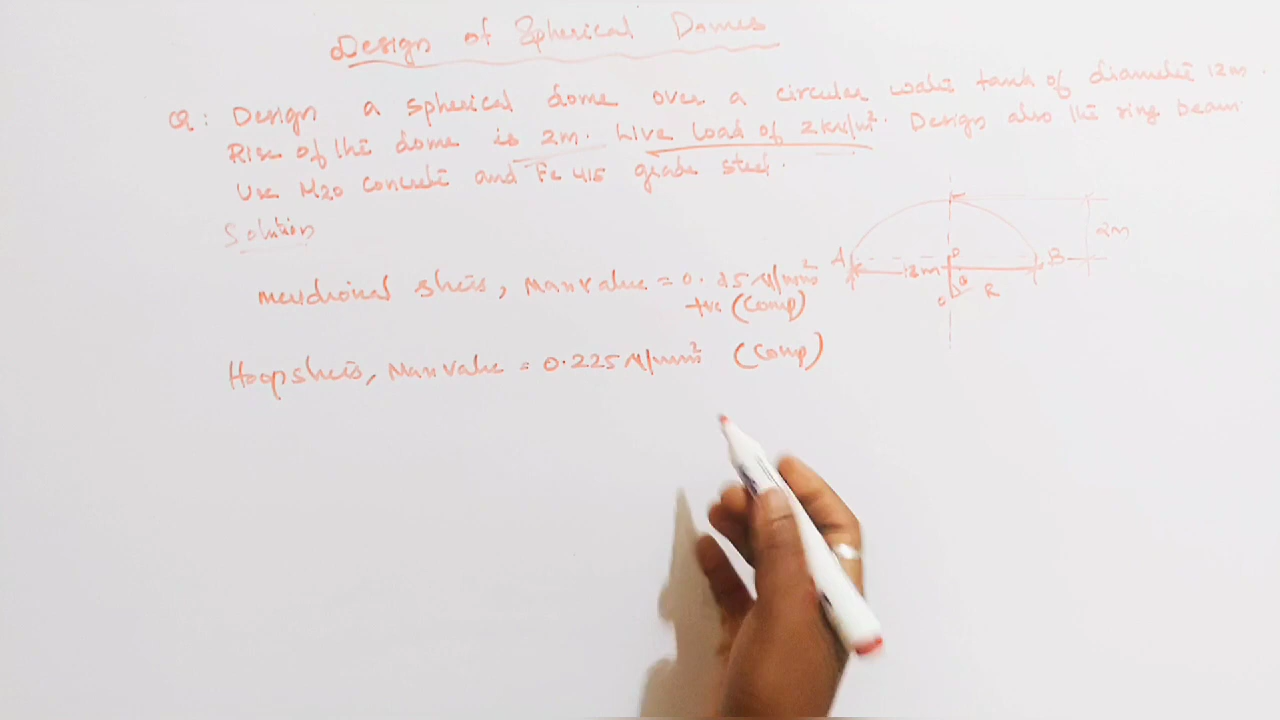 Design of Spherical Domes
Q: Design a spherical dome over a circular water tank of diameter 12m.
Rise of the dome is 2m. Live Load of 2kN/m². Design also the ring beam.
Use M20 concrete and Fe 415 grade steel.
Solution
A 12m D B 2m
O θ R
meridional stress, Max value = 0. 25 N/mm²
+ve (Comp)
Hoop stress, Max value = 0.225 N/mm² (Comp)